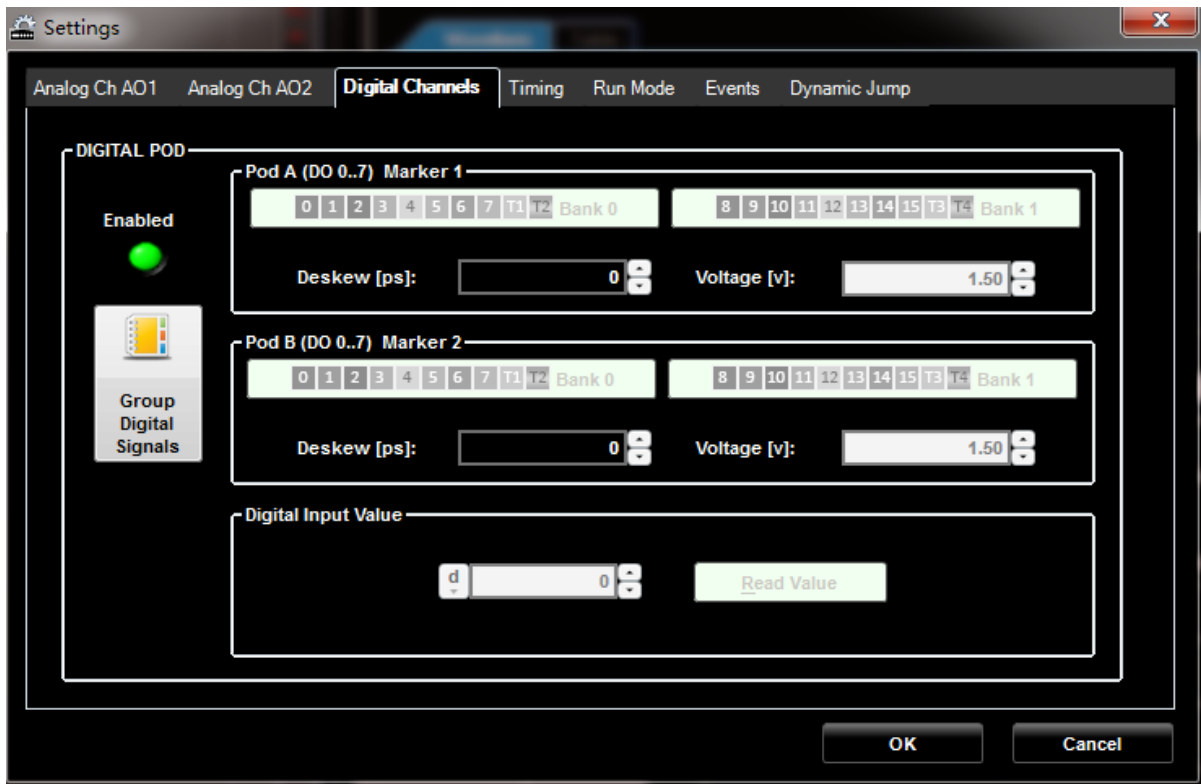 Settings
x
Analog Ch AO1 Analog Ch AO2 Digital Channels Timing Run Mode Events Dynamic Jump
DIGITAL POD
Enabled
Group
Digital
Signals
Pod A (DO 0..7) Marker 1
0 1 2 3 4 5 6 7 T1 T2 Bank 0
8 9 10 11 12 13 14 15 T3 T4 Bank 1
Deskew [ps]: 0 Voltage [v]: 1.50
Pod B (DO 0..7) Marker 2
0 1 2 3 4 5 6 7 T1 T2 Bank 0
8 9 10 11 12 13 14 15 T3 T4 Bank 1
Deskew [ps]: 0 Voltage [v]: 1.50
Digital Input Value
d 0 Read Value
OK Cancel